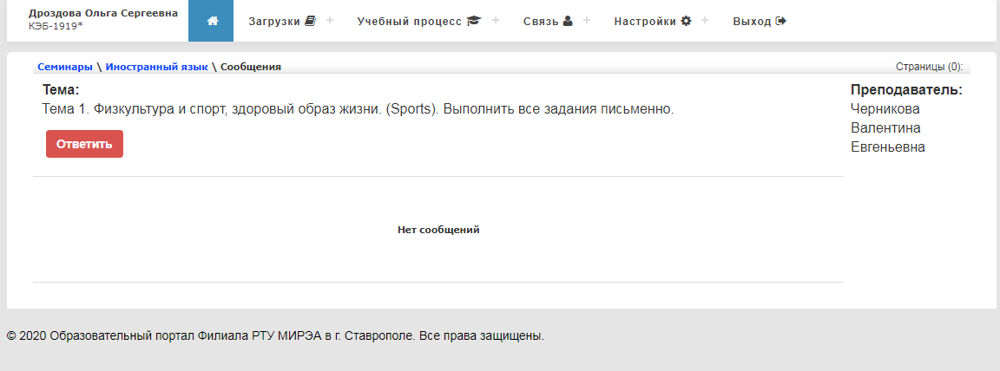 Дроздова Ольга Сергеевна
КЭБ-1919*
Загрузки + Учебный процесс + Связь + Настройки + Выход
Семинары \ Иностранный язык \ Сообщения
Страницы (0):
Тема:
Тема 1. Физкультура и спорт, здоровый образ жизни. (Sports). Выполнить все задания письменно.
Ответить
Преподаватель:
Черникова
Валентина
Евгеньевна
Нет сообщений
© 2020 Образовательный портал Филиала РТУ МИРЭА в г. Ставрополе. Все права защищены.